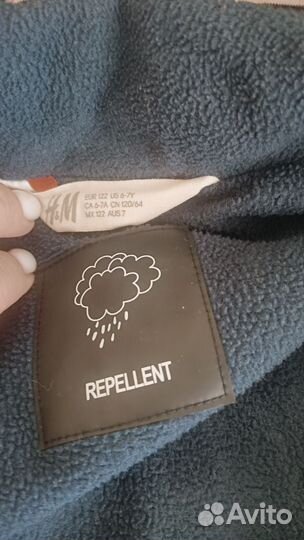 H&M
EUR 122 US 6-7Y
CA 6-7A CN 120/64
MX 122 AUS 7
REPELLENT
Avito